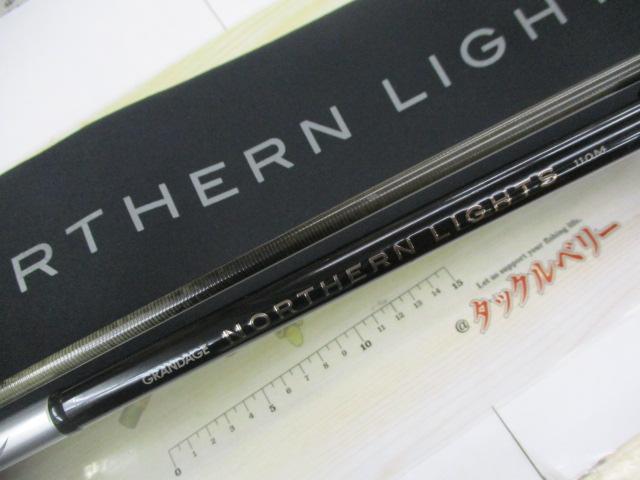 RTHERN LIGHT
GRANDAGE NORTHERN LIGHTS 110M
Let us support your fishing life.
@タックルベリー
0 1 2 3 4 5 6 7 8 9 10 11 12 13 14 15